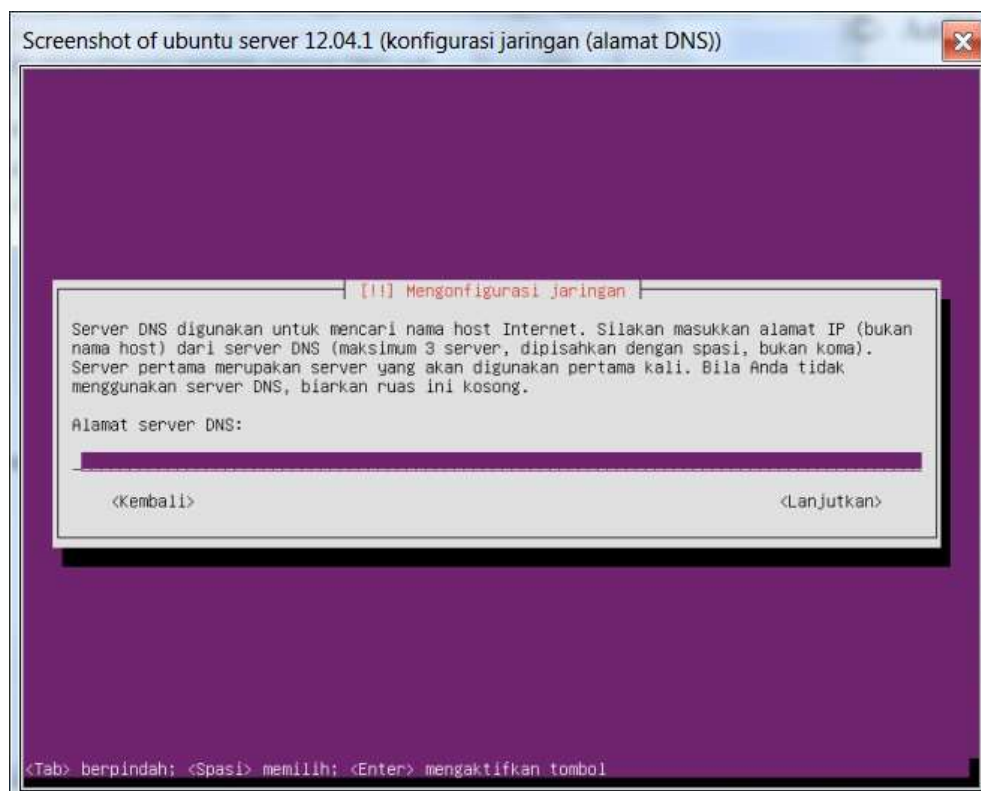 Screenshot of ubuntu server 12.04.1 (konfigurasi jaringan (alamat DNS))
[!!] Mengonfigurasi jaringan
Server DNS digunakan untuk mencari nama host Internet. Silakan masukkan alamat IP (bukan
nama host) dari server DNS (maksimum 3 server, dipisahkan dengan spasi, bukan koma).
Server pertama merupakan server yang akan digunakan pertama kali. Bila Anda tidak
menggunakan server DNS, biarkan ruas ini kosong.
Alamat server DNS:
<Kembali> <Lanjutkan>
<Tab> berpindah; <Spasi> memilih; <Enter> mengaktifkan tombol